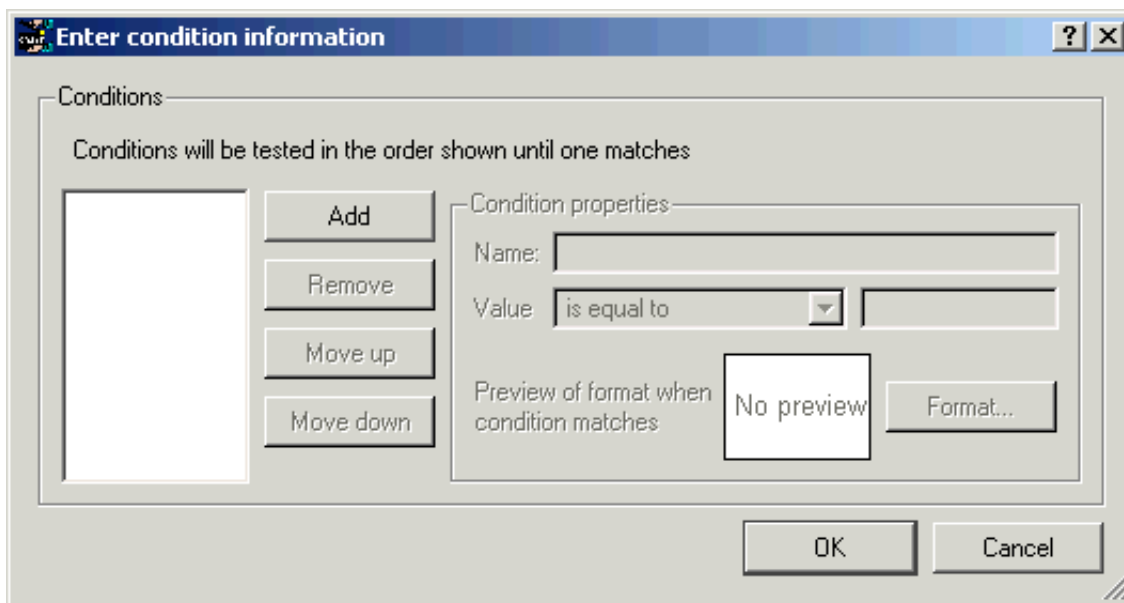 Enter condition information
Conditions
Conditions will be tested in the order shown until one matches
Add
Remove
Move up
Move down
Condition properties
Name:
Value is equal to
Preview of format when
condition matches
No preview
Format...
OK Cancel